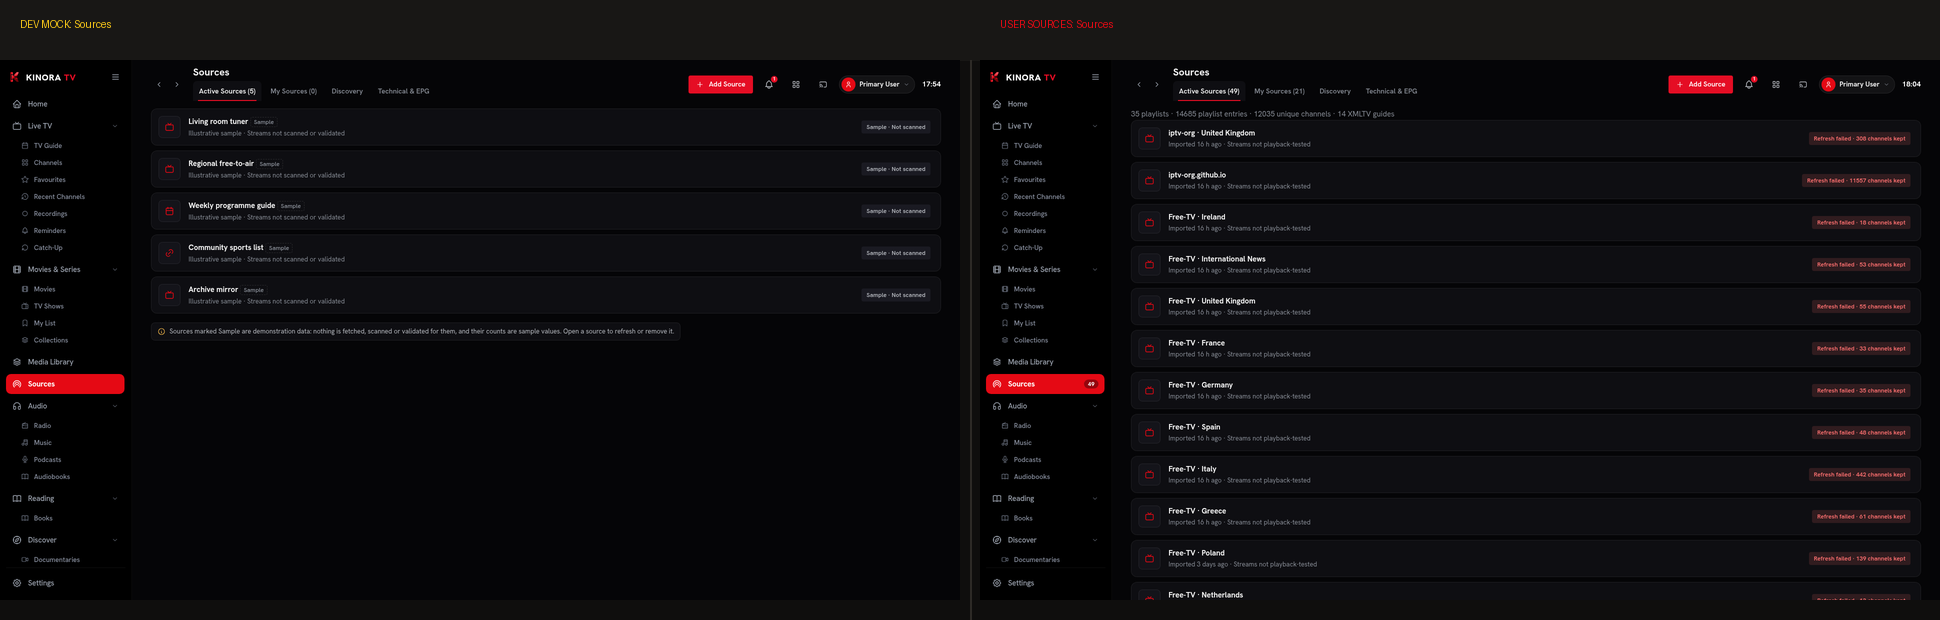 DEV MOCK: Sources
KINORA TV
Home
Live TV
TV Guide
Channels
Favourites
Recent Channels
Recordings
Reminders
Catch-Up
Movies & Series
Movies
TV Shows
My List
Collections
Media Library
Sources
Audio
Radio
Music
Podcasts
Audiobooks
Reading
Books
Discover
Documentaries
Settings
Sources
Active Sources (5) My Sources (0) Discovery Technical & EPG
+ Add Source 1 Primary User 17:54
Living room tuner Sample
Illustrative sample · Streams not scanned or validated
Sample · Not scanned
Regional free-to-air Sample
Illustrative sample · Streams not scanned or validated
Sample · Not scanned
Weekly programme guide Sample
Illustrative sample · Streams not scanned or validated
Sample · Not scanned
Community sports list Sample
Illustrative sample · Streams not scanned or validated
Sample · Not scanned
Archive mirror Sample
Illustrative sample · Streams not scanned or validated
Sample · Not scanned
Sources marked Sample are demonstration data: nothing is fetched, scanned or validated for them, and their counts are sample values. Open a source to refresh or remove it.
USER SOURCES: Sources
KINORA TV
Home
Live TV
TV Guide
Channels
Favourites
Recent Channels
Recordings
Reminders
Catch-Up
Movies & Series
Movies
TV Shows
My List
Collections
Media Library
Sources 49
Audio
Radio
Music
Podcasts
Audiobooks
Reading
Books
Discover
Documentaries
Settings
Sources
Active Sources (49) My Sources (21) Discovery Technical & EPG
+ Add Source 1 Primary User 18:04
35 playlists · 14685 playlist entries · 12035 unique channels · 14 XMLTV guides
iptv-org · United Kingdom
Imported 16 h ago · Streams not playback-tested
Refresh failed · 308 channels kept
iptv-org.github.io
Imported 16 h ago · Streams not playback-tested
Refresh failed · 11557 channels kept
Free-TV · Ireland
Imported 16 h ago · Streams not playback-tested
Refresh failed · 18 channels kept
Free-TV · International News
Imported 16 h ago · Streams not playback-tested
Refresh failed · 53 channels kept
Free-TV · United Kingdom
Imported 16 h ago · Streams not playback-tested
Refresh failed · 55 channels kept
Free-TV · France
Imported 16 h ago · Streams not playback-tested
Refresh failed · 33 channels kept
Free-TV · Germany
Imported 16 h ago · Streams not playback-tested
Refresh failed · 35 channels kept
Free-TV · Spain
Imported 16 h ago · Streams not playback-tested
Refresh failed · 48 channels kept
Free-TV · Italy
Imported 16 h ago · Streams not playback-tested
Refresh failed · 442 channels kept
Free-TV · Greece
Imported 16 h ago · Streams not playback-tested
Refresh failed · 61 channels kept
Free-TV · Poland
Imported 3 days ago · Streams not playback-tested
Refresh failed · 139 channels kept
Free-TV · Netherlands